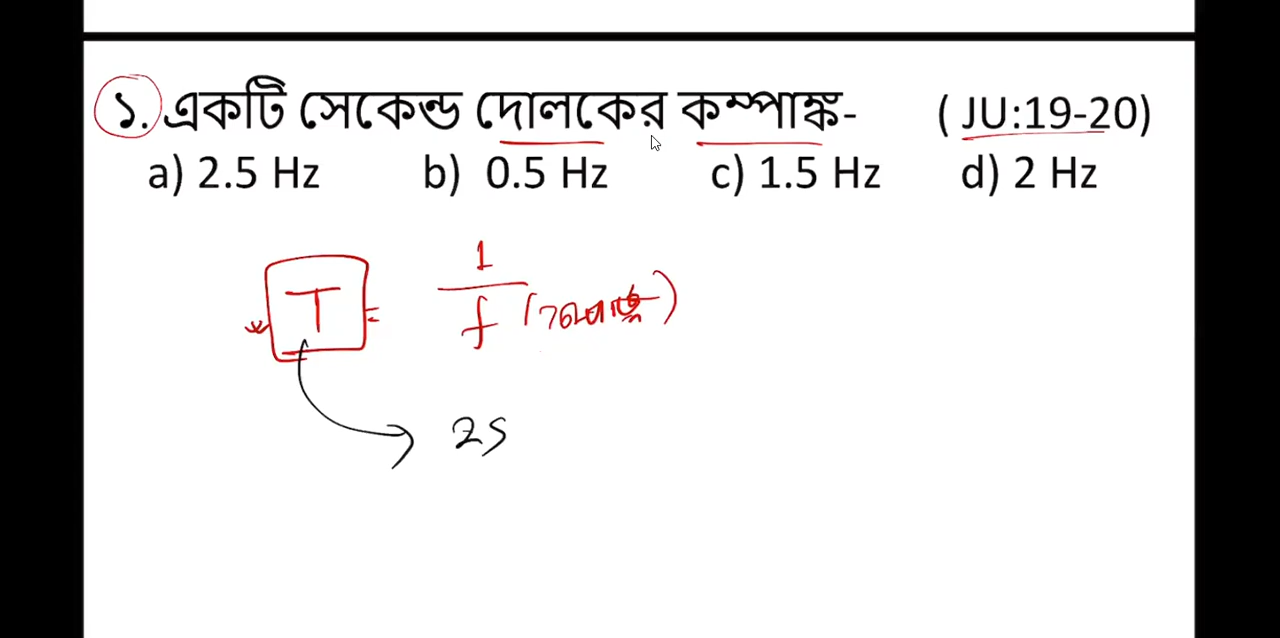 ১. একটি সেকেন্ড দোলকের কম্পাঙ্ক- ( JU:19-20)
a) 2.5 Hz b) 0.5 Hz c) 1.5 Hz d) 2 Hz
T = 1
f
2s